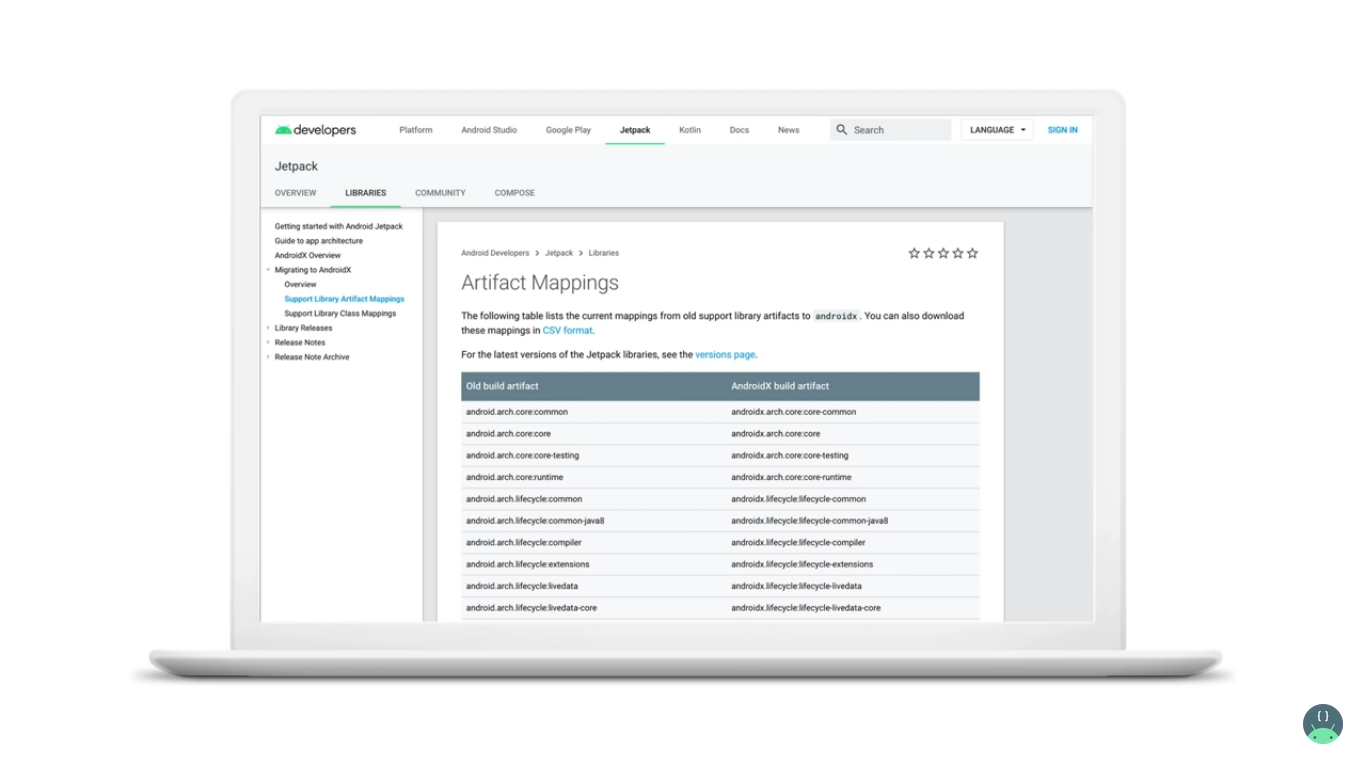 developers Platform Android Studio Google Play Jetpack Kotlin Docs News Search LANGUAGE SIGN IN
Jetpack
OVERVIEW LIBRARIES COMMUNITY COMPOSE
Getting started with Android Jetpack
Guide to app architecture
AndroidX Overview
Migrating to AndroidX
Overview
Support Library Artifact Mappings
Support Library Class Mappings
Library Releases
Release Notes
Release Note Archive
Android Developers > Jetpack > Libraries
Artifact Mappings
The following table lists the current mappings from old support library artifacts to androidx. You can also download
these mappings in CSV format.
For the latest versions of the Jetpack libraries, see the versions page.
Old build artifact AndroidX build artifact
android.arch.core:common androidx.arch.core:core-common
android.arch.core:core androidx.arch.core:core
android.arch.core:core-testing androidx.arch.core:core-testing
android.arch.core:runtime androidx.arch.core:core-runtime
android.arch.lifecycle:common androidx.lifecycle:lifecycle-common
android.arch.lifecycle:common-java8 androidx.lifecycle:lifecycle-common-java8
android.arch.lifecycle:compiler androidx.lifecycle:lifecycle-compiler
android.arch.lifecycle:extensions androidx.lifecycle:lifecycle-extensions
android.arch.lifecycle:livedata androidx.lifecycle:lifecycle-livedata
android.arch.lifecycle:livedata-core androidx.lifecycle:lifecycle-livedata-core
{ }